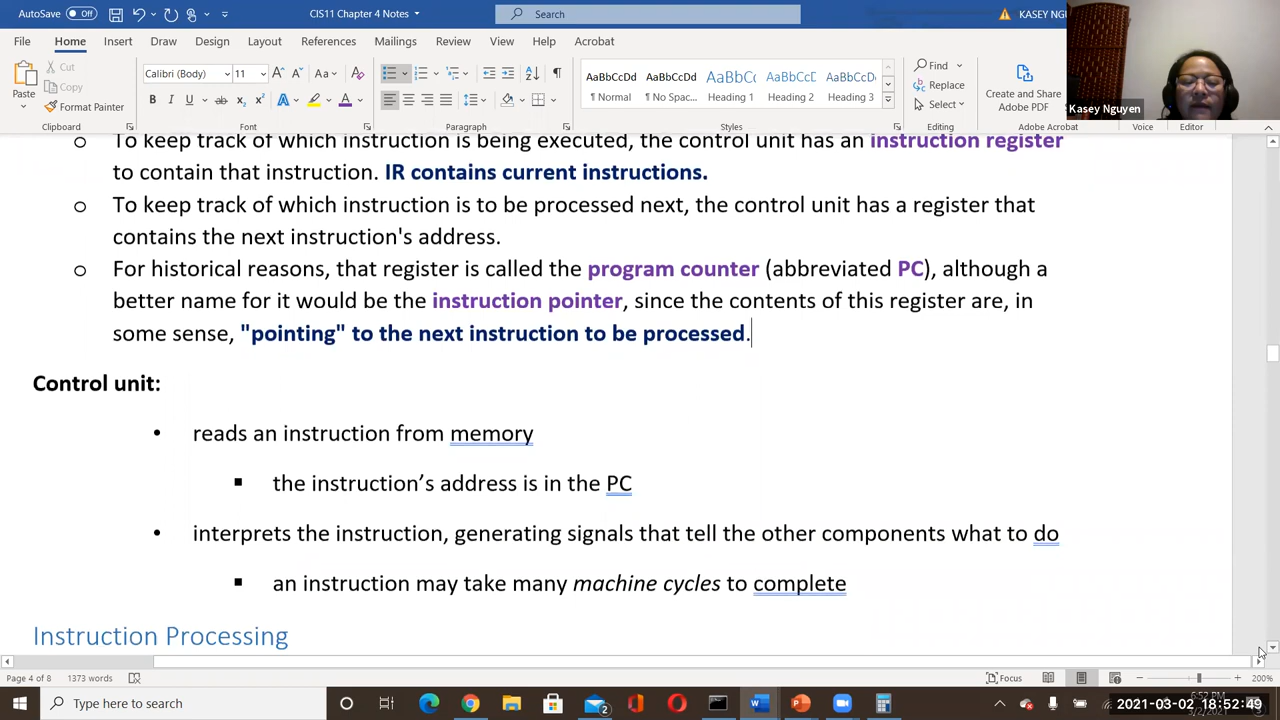 AutoSave Off CIS11 Chapter 4 Notes Search KASEY NGU
File Home Insert Draw Design Layout References Mailings Review View Help Acrobat
Paste Cut Copy Format Painter Clipboard
Calibri (Body) 11 Font
Paragraph
AaBbCcDd AaBbCcDd AaBbCc AaBbCcD AaBbCcD
¶ Normal ¶ No Spac... Heading 1 Heading 2 Heading 3
Styles
Find Replace Select Editing
Create and Share Adobe PDF Adobe Acrobat
Voice Editor
Kasey Nguyen
o To keep track of which instruction is being executed, the control unit has an instruction register
to contain that instruction. IR contains current instructions.
o To keep track of which instruction is to be processed next, the control unit has a register that
contains the next instruction's address.
o For historical reasons, that register is called the program counter (abbreviated PC), although a
better name for it would be the instruction pointer, since the contents of this register are, in
some sense, "pointing" to the next instruction to be processed.
Control unit:
• reads an instruction from memory
▪ the instruction’s address is in the PC
• interprets the instruction, generating signals that tell the other components what to do
▪ an instruction may take many machine cycles to complete
Instruction Processing
Page 4 of 8 1373 words Focus 200%
Type here to search
6:52 PM
2021-03-02 18:52:49